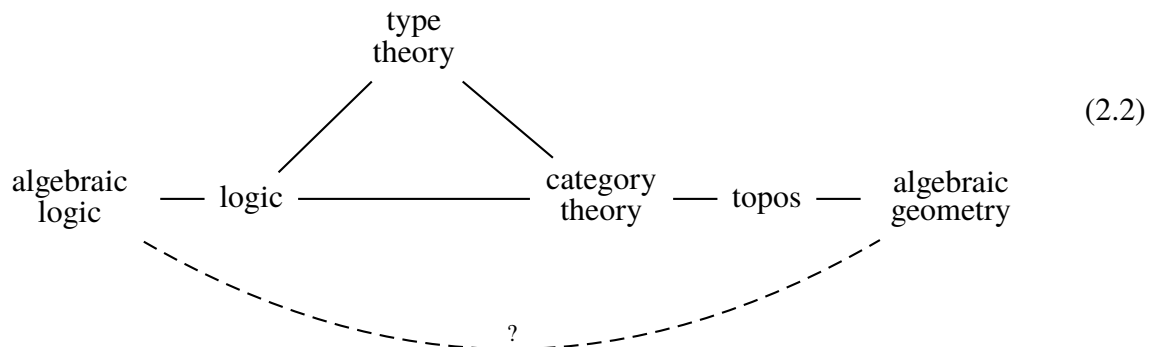 type
theory
(2.2)
algebraic
logic
logic
category
theory
topos
algebraic
geometry
?